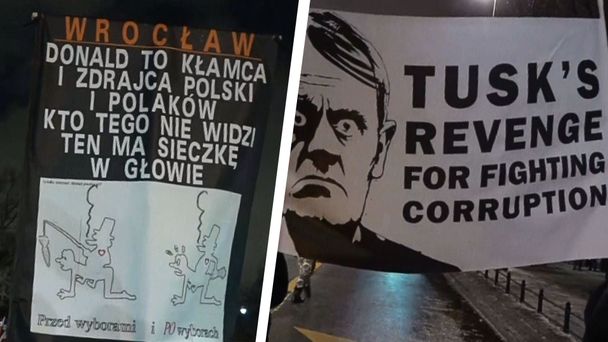 WROCŁAW
DONALD TO KŁAMCA
I ZDRAJCA POLSKI
I POLAKÓW
KTO TEGO NIE WIDZI
TEN MA SIECZKĘ
W GŁOWIE
Przed wyborami i PO wyborach
TUSK'S
REVENGE
FOR FIGHTING
CORRUPTION